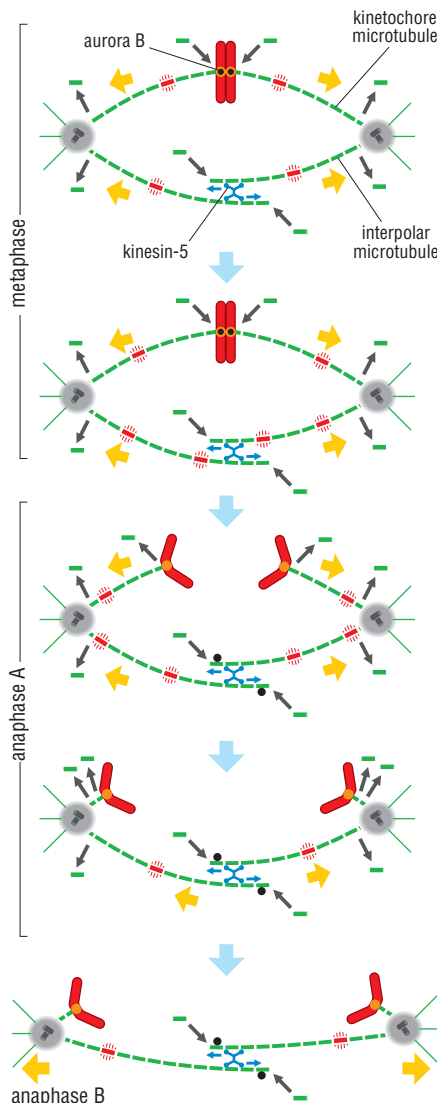 aurora B
kinetochore
microtubule
kinesin-5
interpolar
microtubule
metaphase
anaphase A
anaphase B